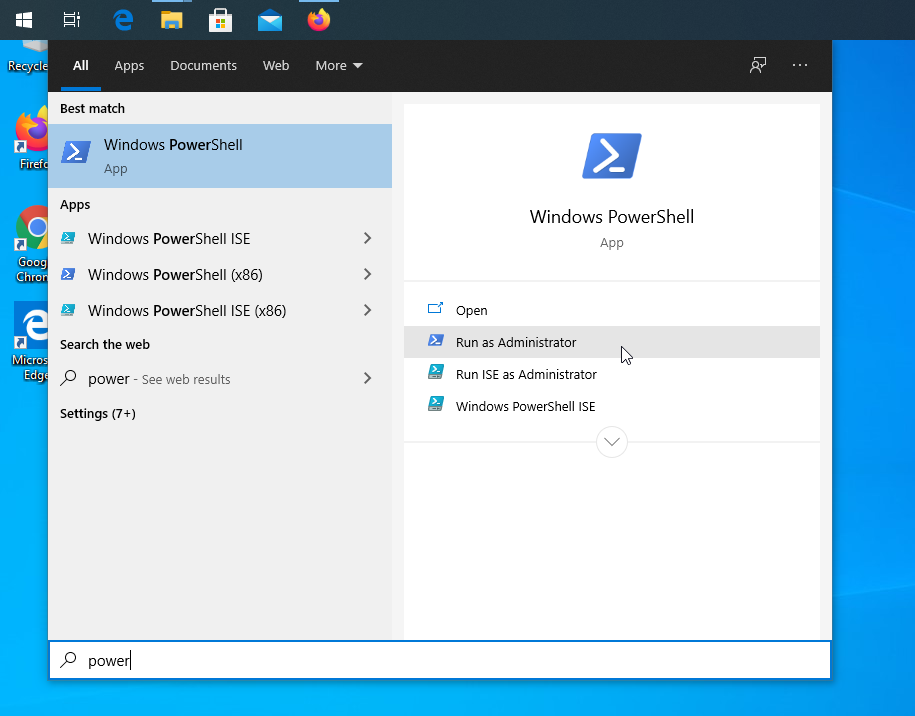 Recycle
Firefo
Goog
Chron
Micros
Edge
All
Apps
Documents
Web
More
Best match
Windows PowerShell
App
Apps
Windows PowerShell ISE
Windows PowerShell (x86)
Windows PowerShell ISE (x86)
Search the web
power - See web results
Settings (7+)
Windows PowerShell
App
Open
Run as Administrator
Run ISE as Administrator
Windows PowerShell ISE
power